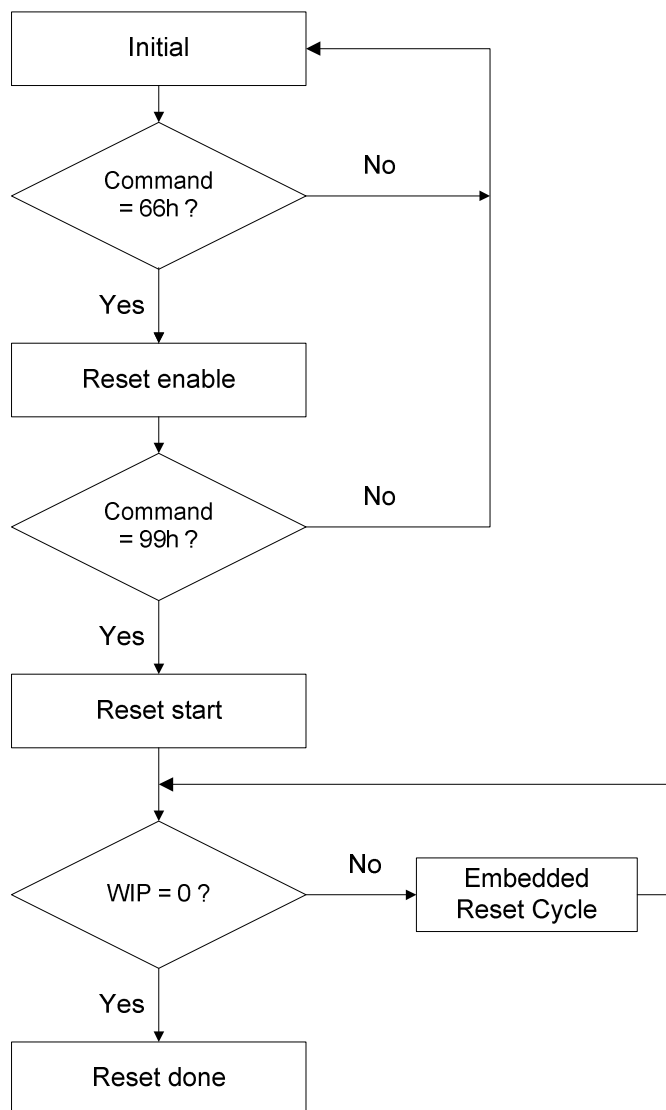 Initial
Command
= 66h ?
No
Yes
Reset enable
Command
= 99h ?
No
Yes
Reset start
WIP = 0 ?
No
Embedded
Reset Cycle
Yes
Reset done